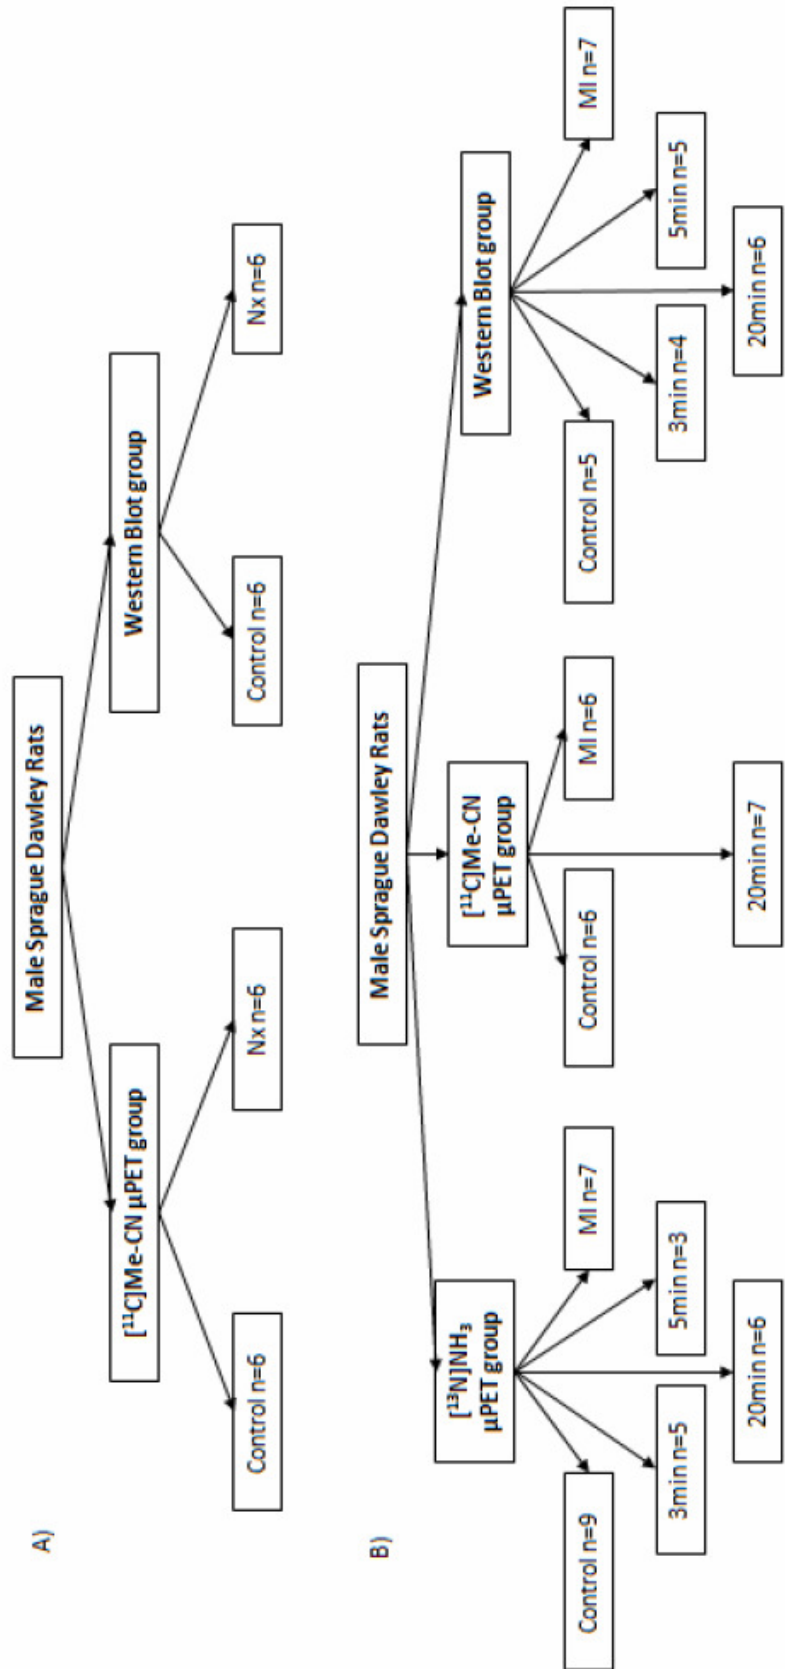 A)
Male Sprague Dawley Rats
[¹¹C]Me-CN µPET group
Western Blot group
Control n=6
Nx n=6
Control n=6
Nx n=6
B)
Male Sprague Dawley Rats
[¹³N]NH₃
µPET group
[¹¹C]Me-CN
µPET group
Western Blot group
Control n=9
MI n=7
Control n=6
MI n=6
Control n=5
MI n=7
3min n=5
5min n=3
3min n=4
5min n=5
20min n=6
20min n=7
20min n=6